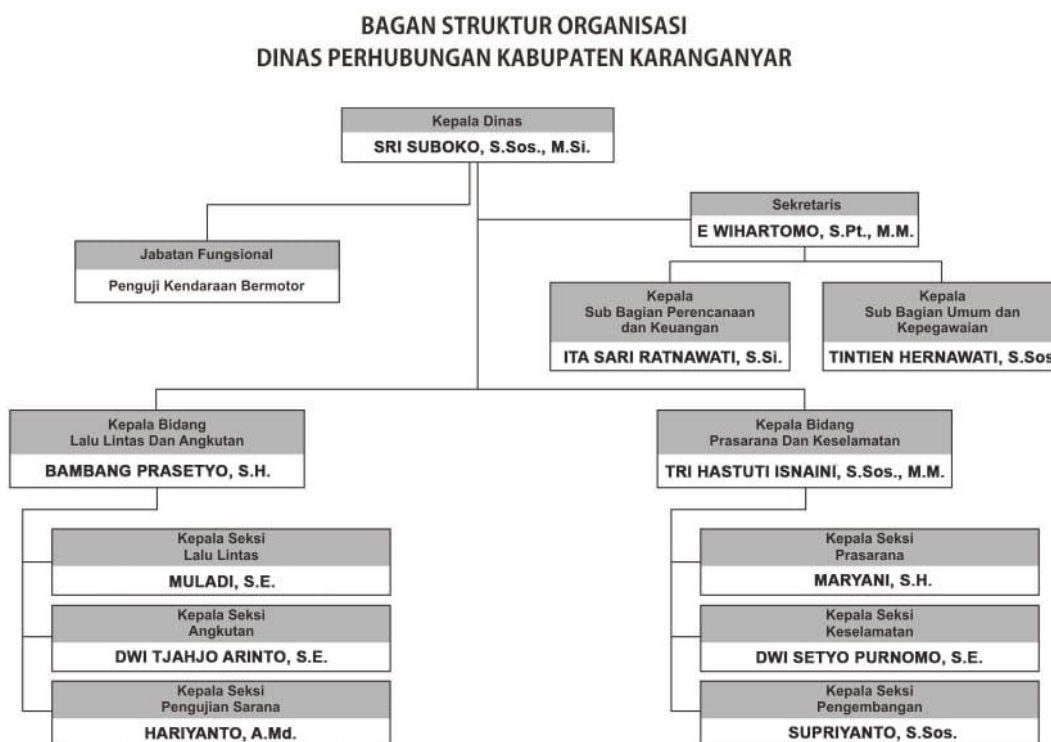 BAGAN STRUKTUR ORGANISASI
DINAS PERHUBUNGAN KABUPATEN KARANGANYAR
Kepala Dinas
SRI SUBOKO, S.Sos., M.Si.
Sekretaris
E WIHARTOMO, S.Pt., M.M.
Jabatan Fungsional
Penguji Kendaraan Bermotor
Kepala
Sub Bagian Perencanaan
dan Keuangan
ITA SARI RATNAWATI, S.Si.
Kepala
Sub Bagian Umum dan
Kepegawaian
TINTIEN HERNAWATI, S.Sos
Kepala Bidang
Lalu Lintas Dan Angkutan
BAMBANG PRASETYO, S.H.
Kepala Seksi
Lalu Lintas
MULADI, S.E.
Kepala Seksi
Angkutan
DWI TJAHJO ARINTO, S.E.
Kepala Seksi
Pengujian Sarana
HARIYANTO, A.Md.
Kepala Bidang
Prasarana Dan Keselamatan
TRI HASTUTI ISNAINI, S.Sos., M.M.
Kepala Seksi
Prasarana
MARYANI, S.H.
Kepala Seksi
Keselamatan
DWI SETYO PURNOMO, S.E.
Kepala Seksi
Pengembangan
SUPRIYANTO, S.Sos.